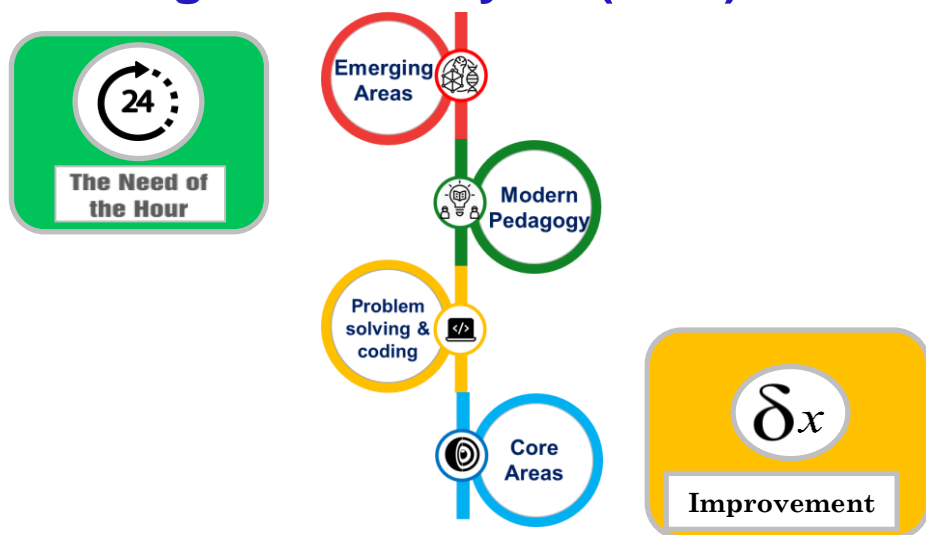 24
The Need of
the Hour
Emerging
Areas
Modern
Pedagogy
Problem
solving &
coding
</>
Core
Areas
δx
Improvement